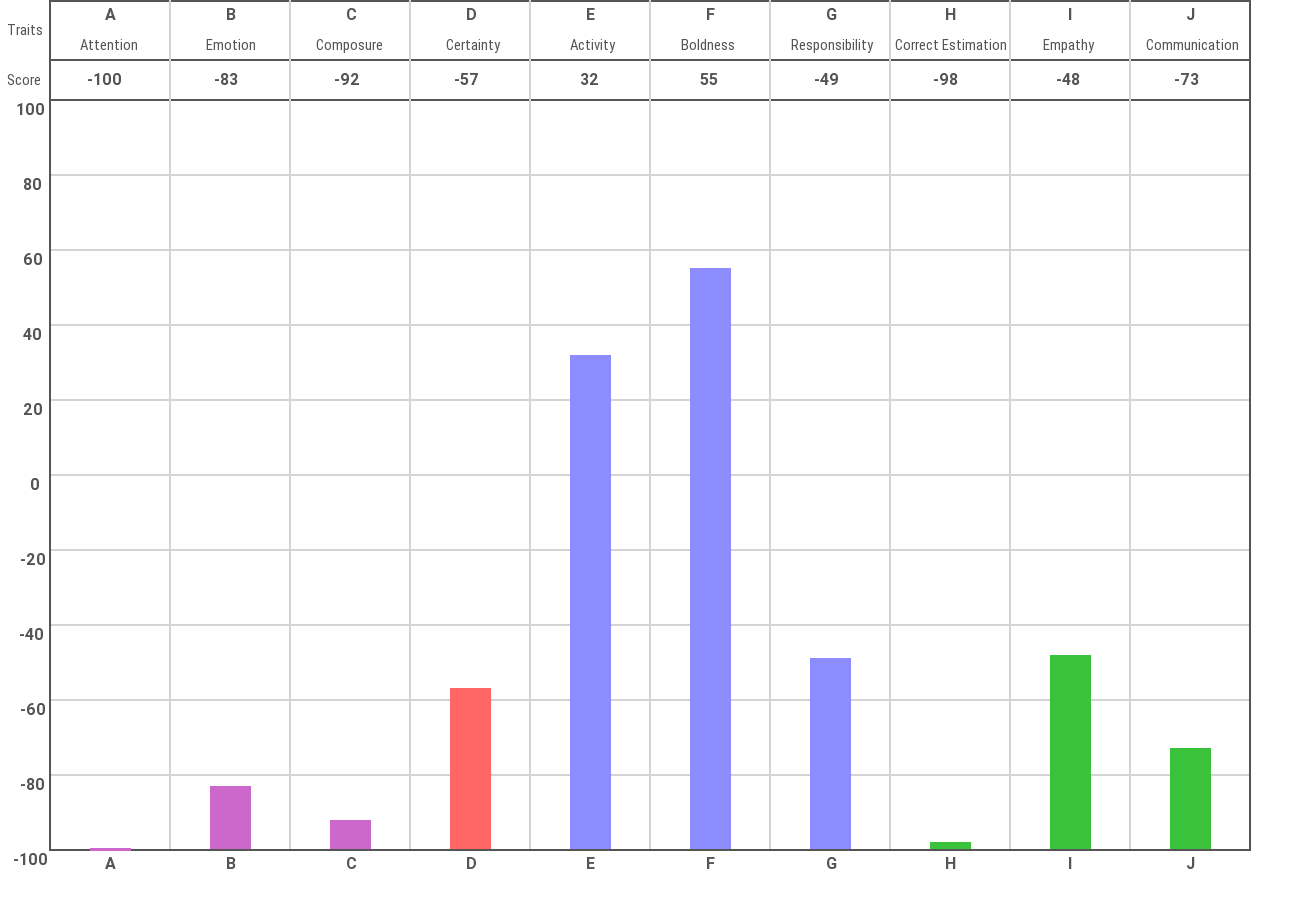 A B C D E F G H I J
Traits
Attention Emotion Composure Certainty Activity Boldness Responsibility Correct Estimation Empathy Communication
Score -100 -83 -92 -57 32 55 -49 -98 -48 -73
100
80
60
40
20
0
-20
-40
-60
-80
-100
A B C D E F G H I J